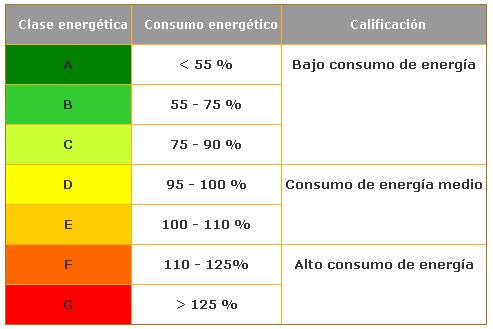 Clase energética Consumo energético Calificación
A < 55 % Bajo consumo de energía
B 55 - 75 %
C 75 - 90 %
D 95 - 100 % Consumo de energía medio
E 100 - 110 %
F 110 - 125% Alto consumo de energía
G > 125 %